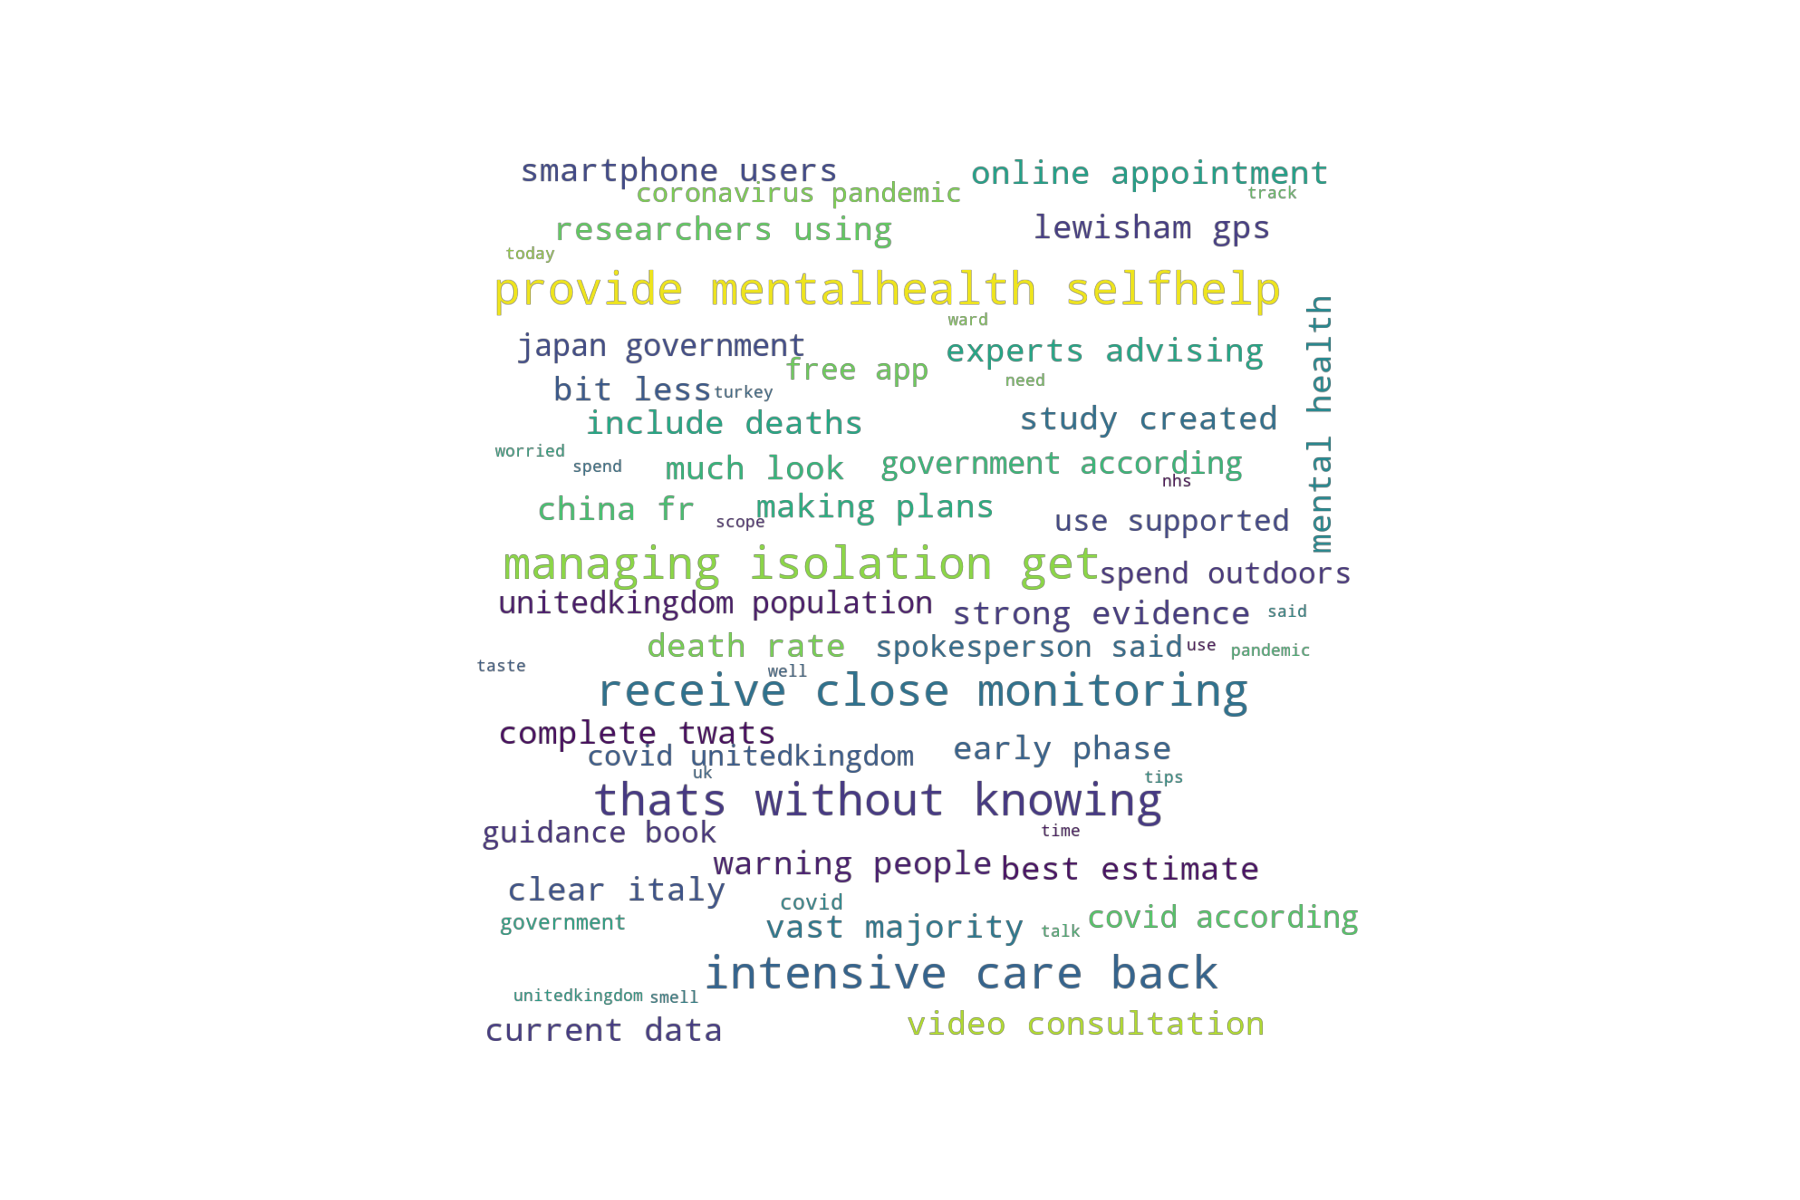 smartphone users
online appointment
coronavirus pandemic
track
researchers using
lewisham gps
today
provide mentalhealth selfhelp
mental health
ward
japan government
experts advising
free app
need
bit less
turkey
include deaths
study created
worried
spend
much look
government according
nhs
china fr
scope
making plans
use supported
managing isolation get
spend outdoors
unitedkingdom population
strong evidence
said
death rate
spokesperson said
use
pandemic
taste
well
receive close monitoring
complete twats
covid unitedkingdom
early phase
uk
tips
thats without knowing
guidance book
time
warning people
best estimate
clear italy
covid
government
vast majority
talk
covid according
intensive care back
unitedkingdom
smell
current data
video consultation